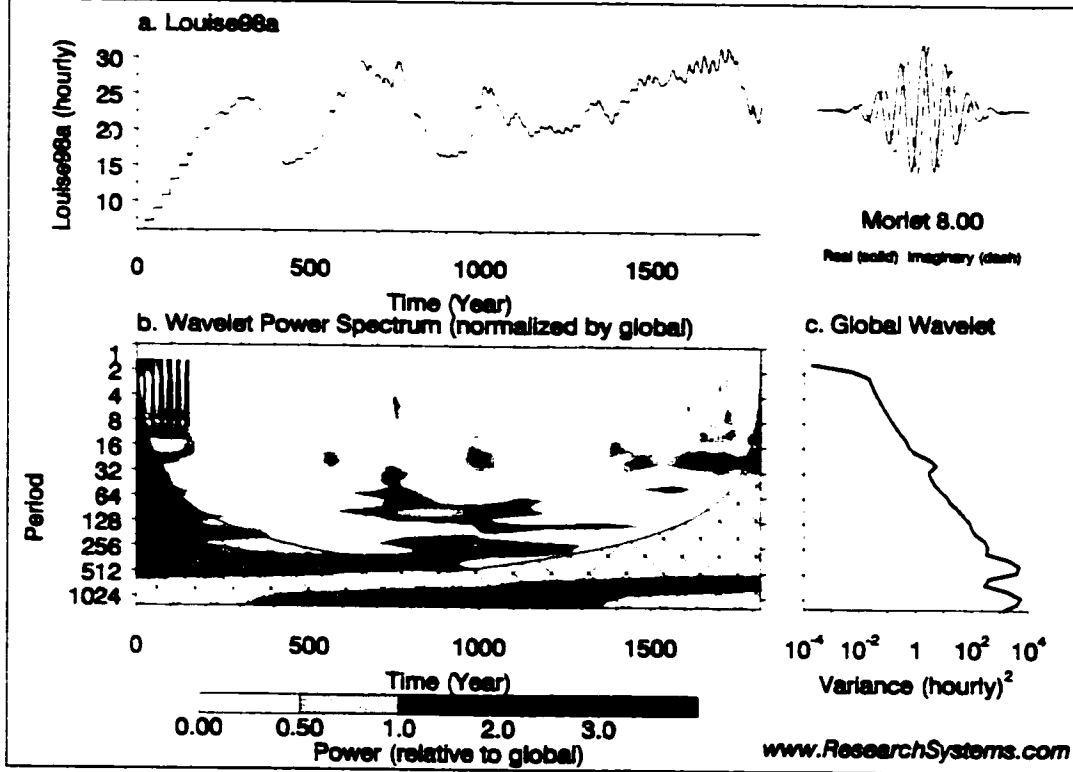 a. Louise98a
Louise98a (hourly)
30
25
20
15
10
0 500 1000 1500
Time (Year)
Morlet 8.00
Real (solid) Imaginary (dash)
b. Wavelet Power Spectrum (normalized by global)
Period
1
2
4
8
16
32
64
128
256
512
1024
0 500 1000 1500
Time (Year)
0.00 0.50 1.0 2.0 3.0
Power (relative to global)
c. Global Wavelet
10⁻⁴ 10⁻² 1 10² 10⁴
Variance (hourly)²
www.ResearchSystems.com